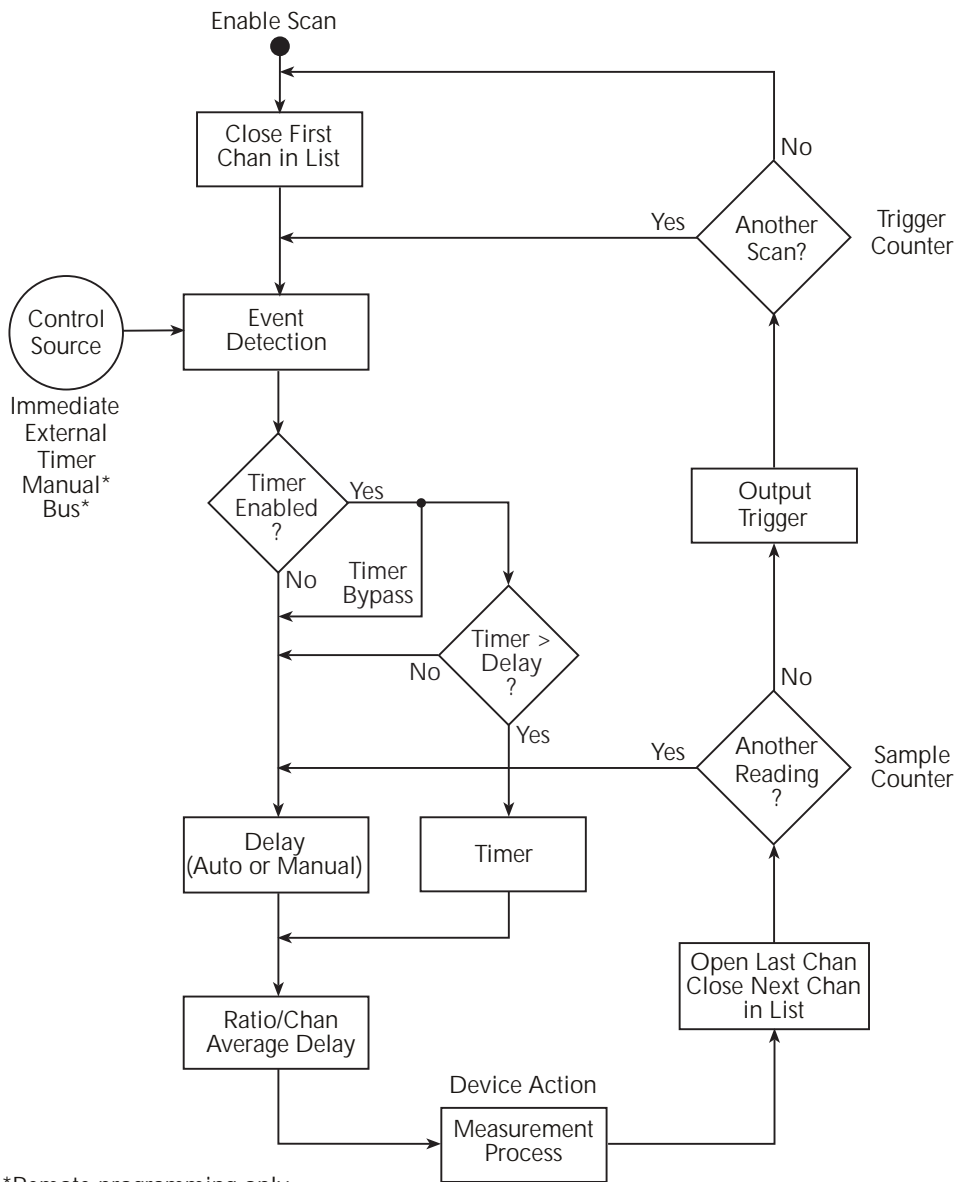 Enable Scan
Close First
Chan in List
No
Yes
Another
Scan?
Trigger
Counter
Control
Source
Event
Detection
Immediate
External
Timer
Manual*
Bus*
Timer
Enabled
?
Yes
No
Timer
Bypass
Output
Trigger
Timer >
Delay
?
No
Yes
No
Yes
Another
Reading
?
Sample
Counter
Delay
(Auto or Manual)
Timer
Open Last Chan
Close Next Chan
in List
Ratio/Chan
Average Delay
Device Action
Measurement
Process
*Remote programming only